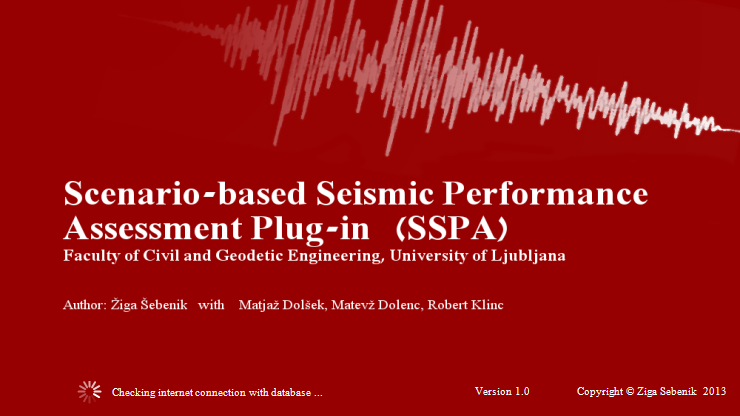 Scenario-based Seismic Performance
Assessment Plug-in (SSPA)
Faculty of Civil and Geodetic Engineering, University of Ljubljana
Author: Žiga Šebenik with Matjaž Dolšek, Matevž Dolenc, Robert Klinc
Checking internet connection with database ...
Version 1.0
Copyright © Ziga Sebenik 2013